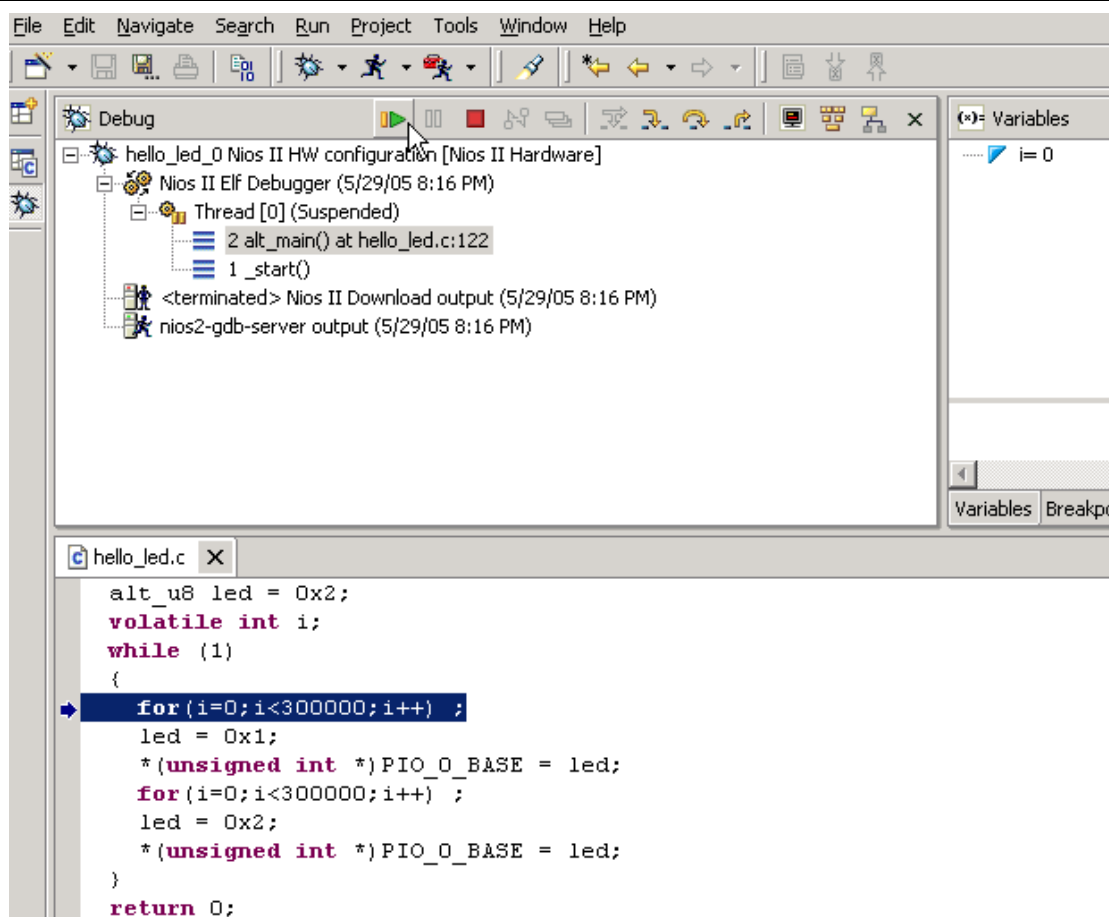 File Edit Navigate Search Run Project Tools Window Help
Debug
hello_led_0 Nios II HW configuration [Nios II Hardware]
Nios II Elf Debugger (5/29/05 8:16 PM)
Thread [0] (Suspended)
2 alt_main() at hello_led.c:122
1 _start()
<terminated> Nios II Download output (5/29/05 8:16 PM)
nios2-gdb-server output (5/29/05 8:16 PM)
(x)= Variables
i= 0
Variables Breakpo
hello_led.c
alt_u8 led = 0x2;
volatile int i;
while (1)
{
for(i=0;i<300000;i++) ;
led = 0x1;
*(unsigned int *)PIO_0_BASE = led;
for(i=0;i<300000;i++) ;
led = 0x2;
*(unsigned int *)PIO_0_BASE = led;
}
return 0;